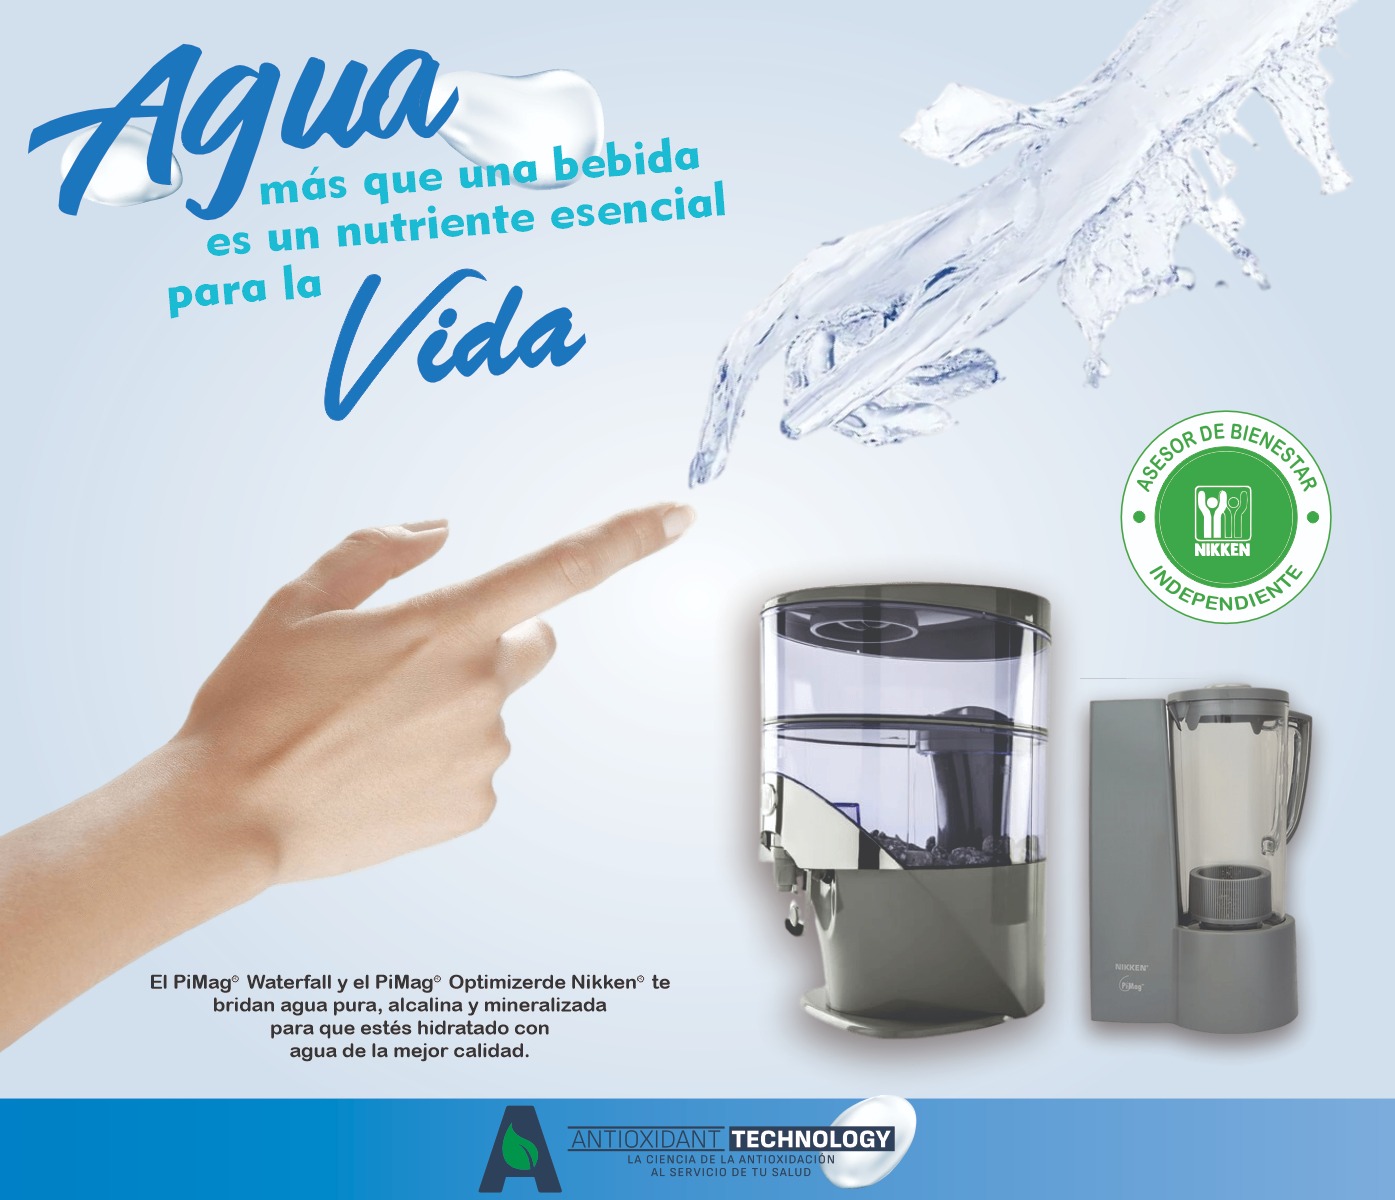 Agua
más que una bebida
es un nutriente esencial
para la
Vida
ASESOR DE BIENESTAR
NIKKEN
INDEPENDIENTE
NIKKEN®
PiMag®
El PiMag® Waterfall y el PiMag® Optimizerde Nikken® te
bridan agua pura, alcalina y mineralizada
para que estés hidratado con
agua de la mejor calidad.
A
ANTIOXIDANT TECHNOLOGY
LA CIENCIA DE LA ANTIOXIDACIÓN
AL SERVICIO DE TU SALUD